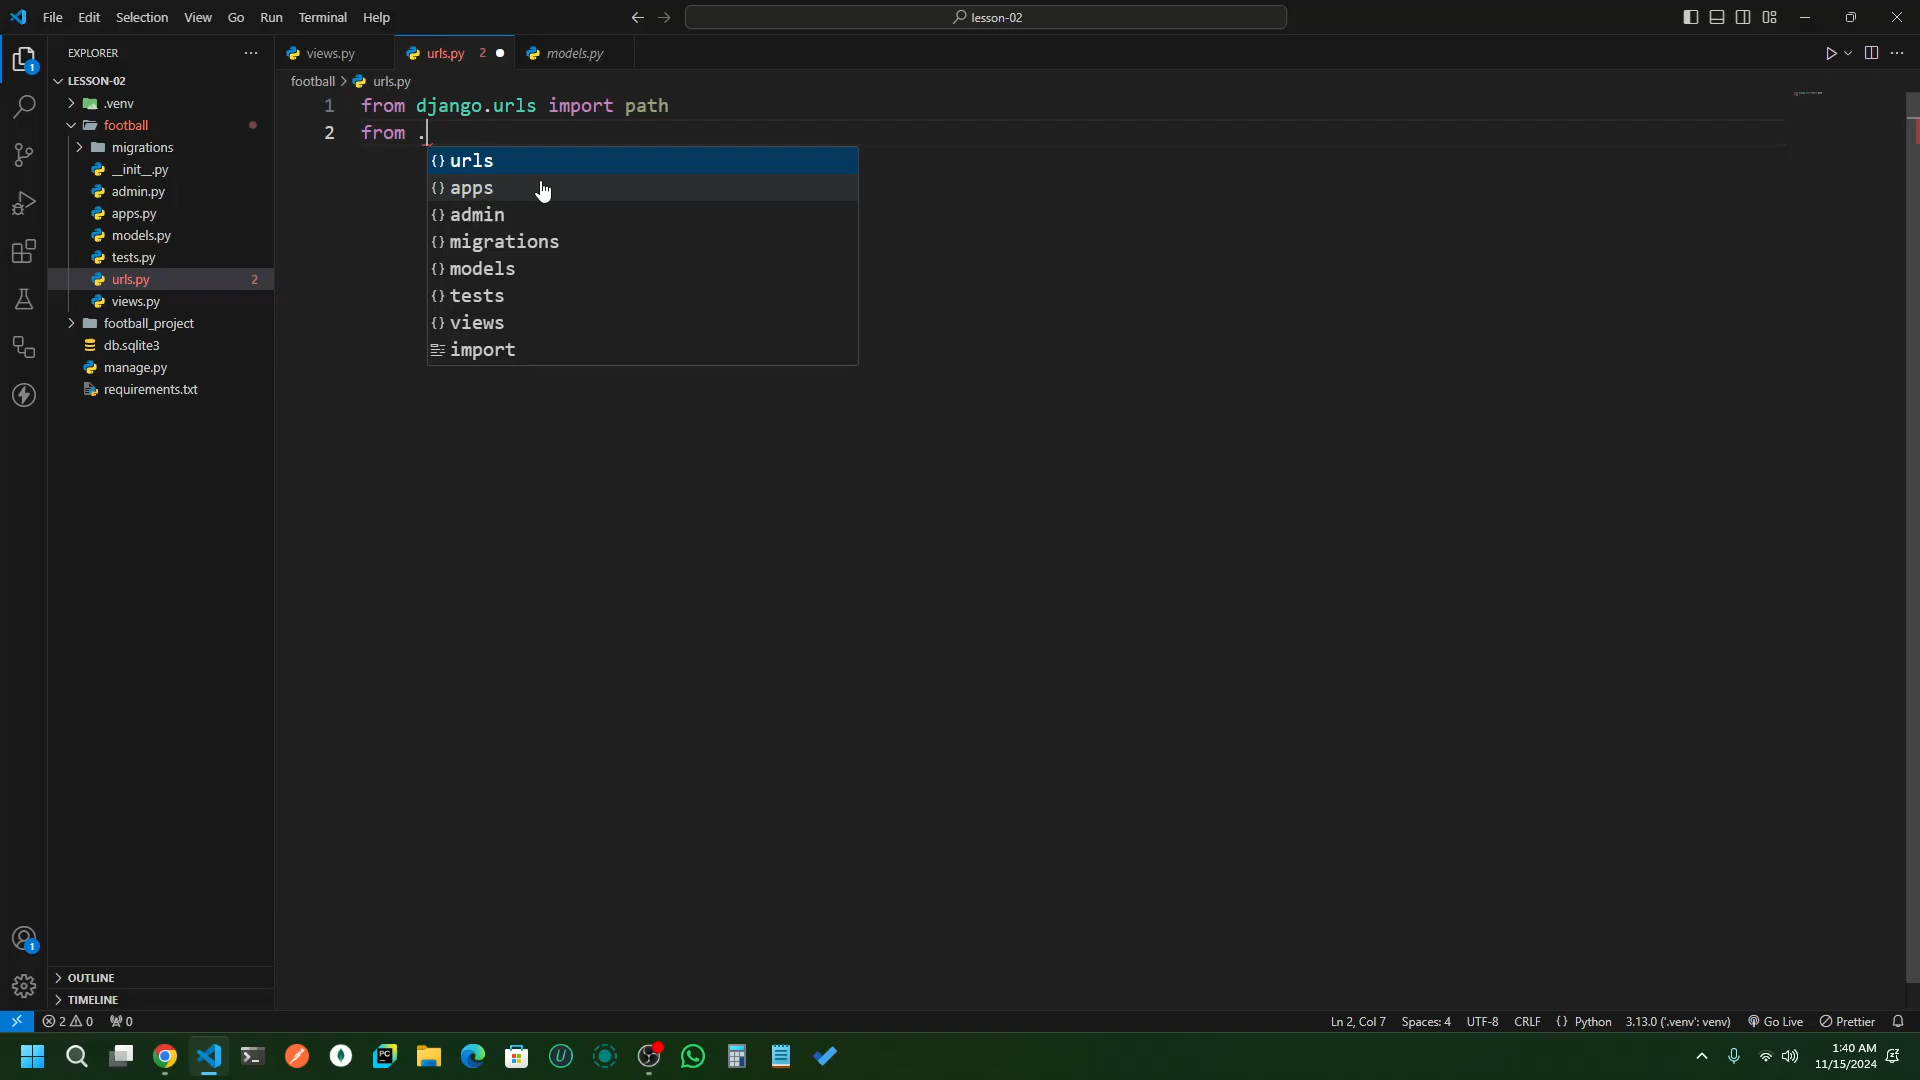 File Edit Selection View Go Run Terminal Help
lesson-02
EXPLORER
views.py
urls.py 2
models.py
LESSON-02
football > urls.py
.venv
football
migrations
__init__.py
admin.py
apps.py
models.py
tests.py
urls.py 2
views.py
football_project
db.sqlite3
manage.py
requirements.txt
1 from django.urls import path
2 from .
{} urls
{} apps
{} admin
{} migrations
{} models
{} tests
{} views
import
1
1
OUTLINE
TIMELINE
2 0 0
Ln 2, Col 7 Spaces: 4 UTF-8 CRLF {} Python 3.13.0 ('.venv': venv) Go Live Prettier
PC
U
1:40 AM
11/15/2024